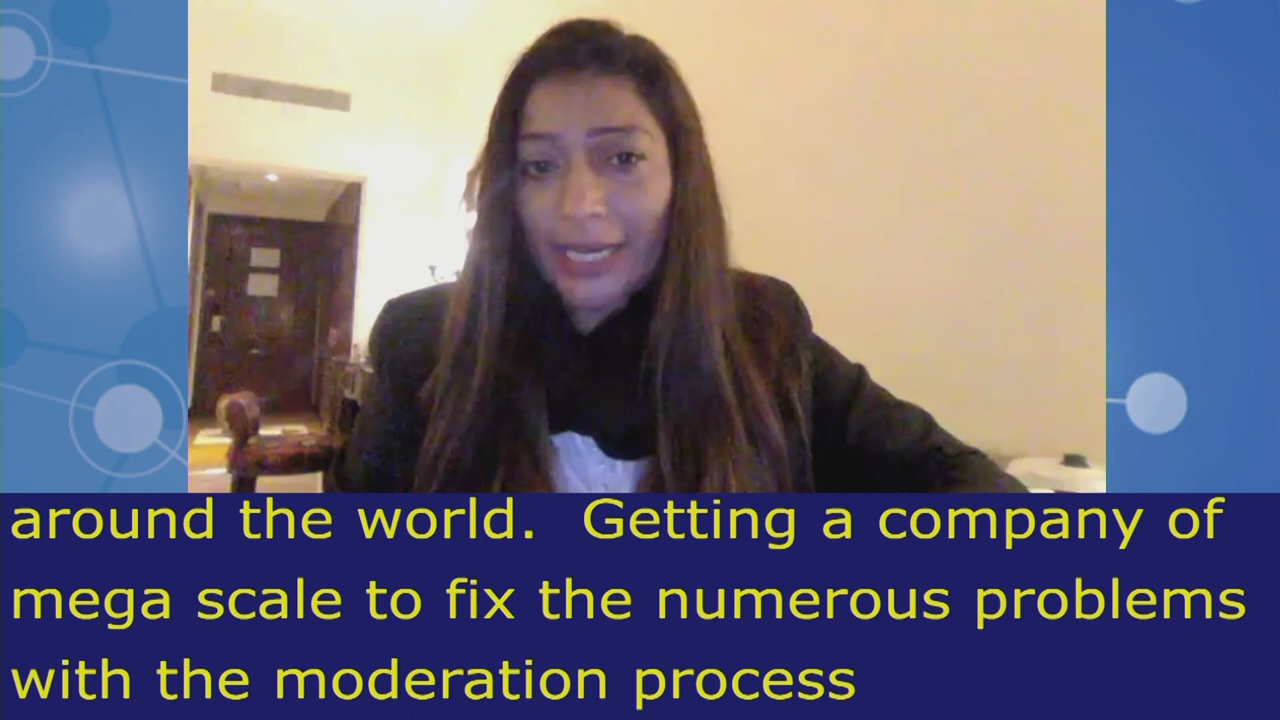 around the world.  Getting a company of
mega scale to fix the numerous problems
with the moderation process